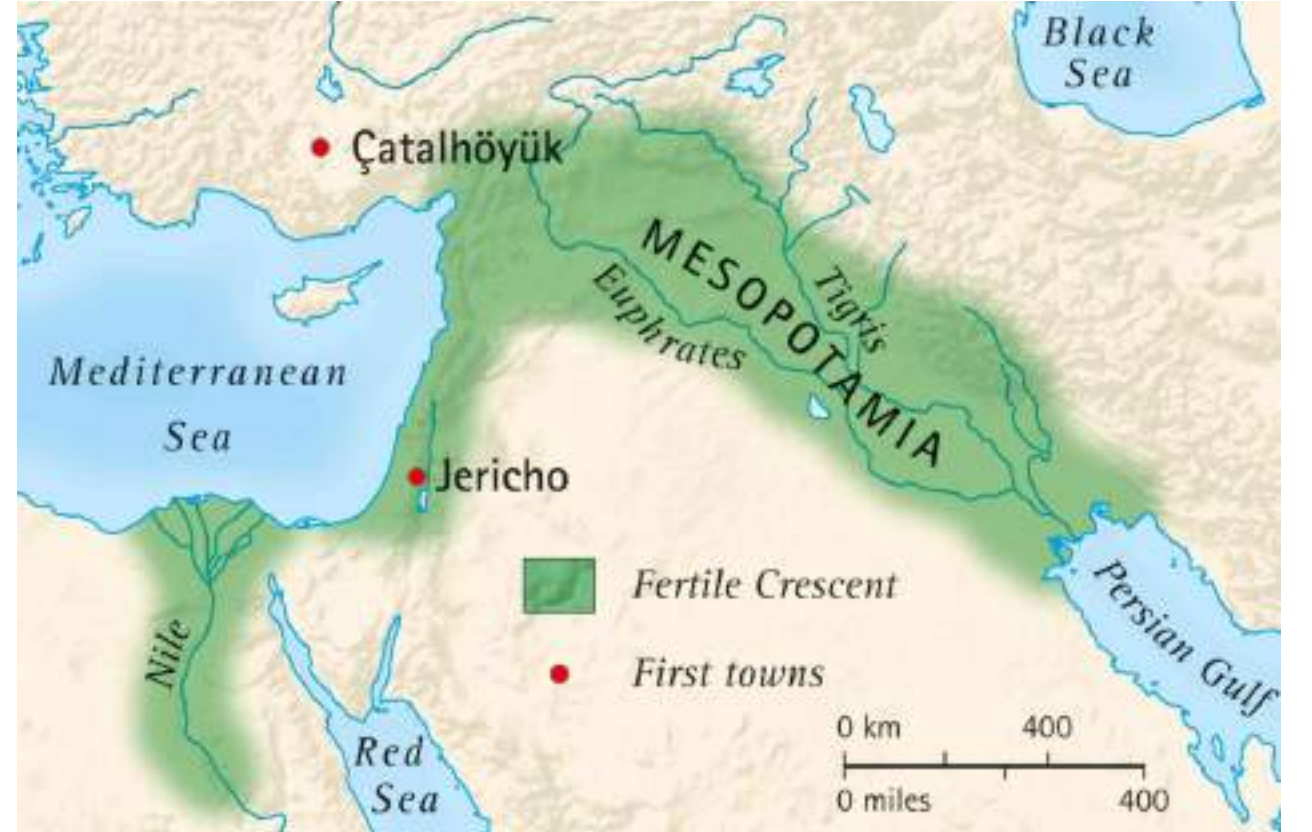 Black
Sea
Çatalhöyük
MESOPOTAMIA
Tigris
Euphrates
Mediterranean
Sea
Jericho
Fertile Crescent
Nile
First towns
Persian Gulf
Red
Sea
0 km 400
0 miles 400